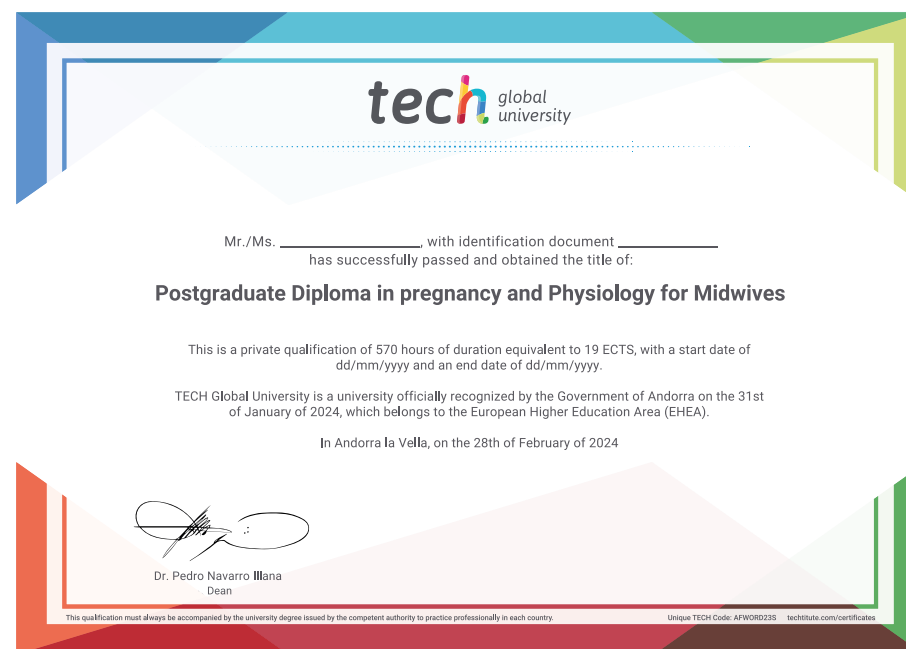 tech global
university
Mr./Ms. ____________________, with identification document ______________
has successfully passed and obtained the title of:
Postgraduate Diploma in pregnancy and Physiology for Midwives
This is a private qualification of 570 hours of duration equivalent to 19 ECTS, with a start date of
dd/mm/yyyy and an end date of dd/mm/yyyy.
TECH Global University is a university officially recognized by the Government of Andorra on the 31st
of January of 2024, which belongs to the European Higher Education Area (EHEA).
In Andorra la Vella, on the 28th of February of 2024
Dr. Pedro Navarro Illana
Dean
This qualification must always be accompanied by the university degree issued by the competent authority to practice professionally in each country.
Unique TECH Code: AFWORD23S techtitute.com/certificates